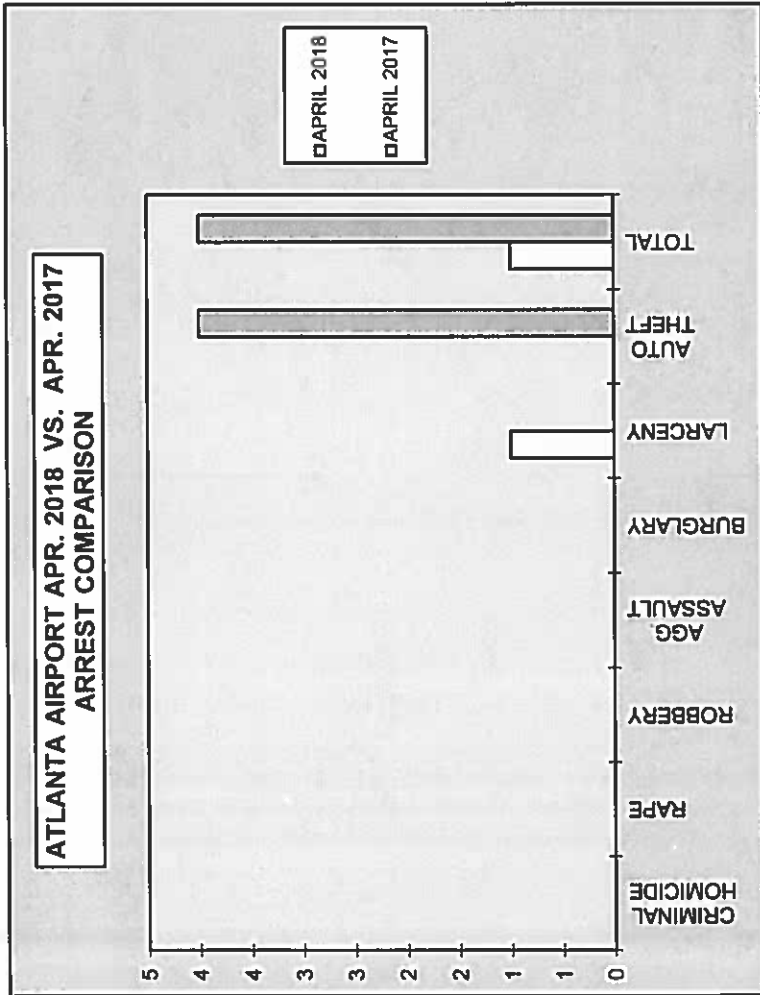 ATLANTA AIRPORT APR. 2018 VS. APR. 2017
ARREST COMPARISON
5
4
4
3
3
2
2
1
1
0
CRIMINAL
HOMICIDE
RAPE
ROBBERY
AGG.
ASSAULT
BURGLARY
LARCENY
AUTO
THEFT
TOTAL
APRIL 2018
APRIL 2017